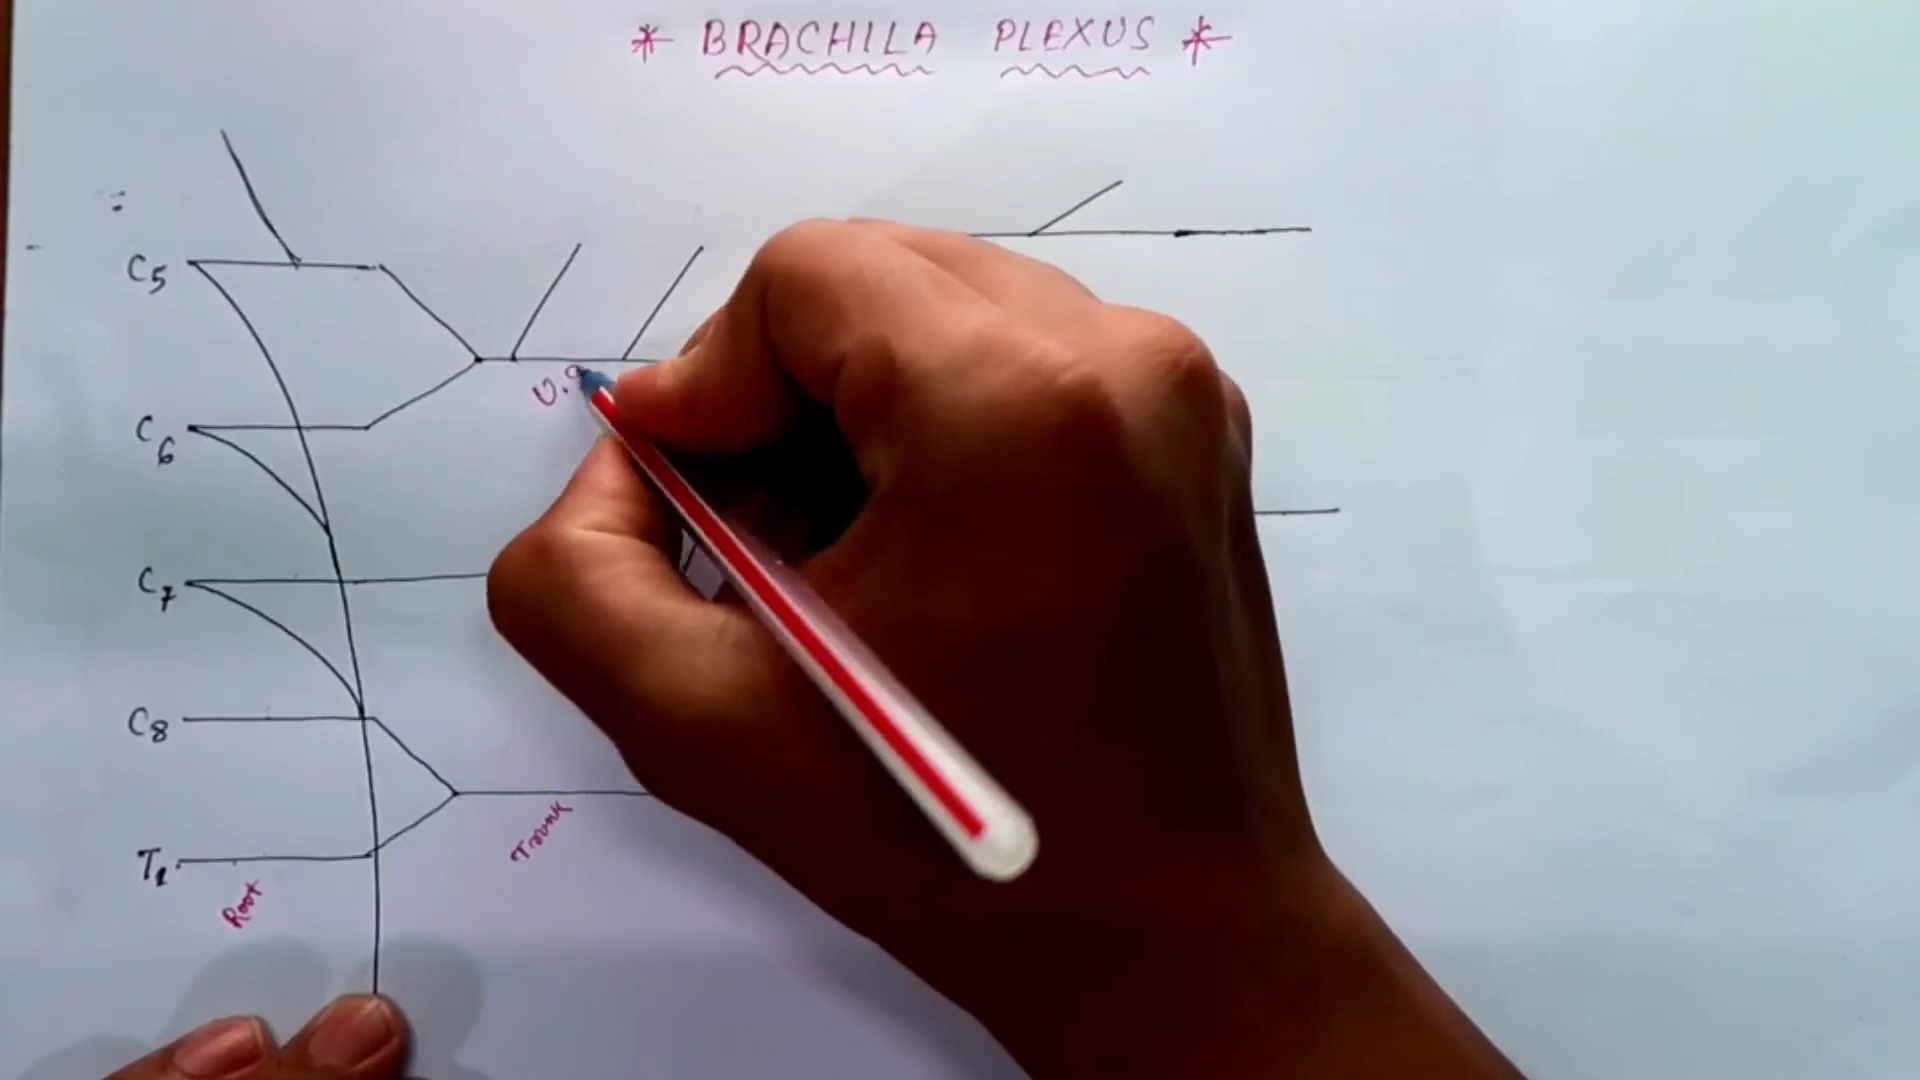 * BRACHILA PLEXUS *
C5
U.
C6
C7
C8
Trunk
T1
Root